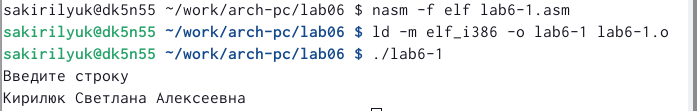 sakirilyuk@dk5n55 ~/work/arch-pc/lab06 $ nasm -f elf lab6-1.asm
sakirilyuk@dk5n55 ~/work/arch-pc/lab06 $ ld -m elf_i386 -o lab6-1 lab6-1.o
sakirilyuk@dk5n55 ~/work/arch-pc/lab06 $ ./lab6-1
Введите строку
Кирилюк Светлана Алексеевна